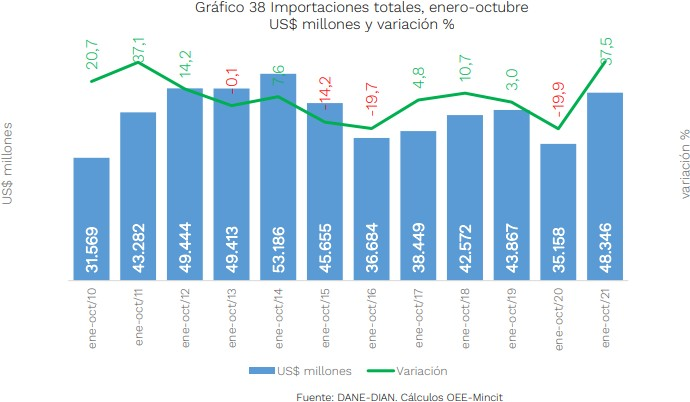 Gráfico 38 Importaciones totales, enero-octubre
US$ millones y variación %
20,7
37,1
14,2
-0,1
7,6
-14,2
-19,7
4,8
10,7
3,0
-19,9
37,5
US$ millones
variación %
31.569
43.282
49.444
49.413
53.186
45.655
36.684
38.449
42.572
43.867
35.158
48.346
ene-oct/10
ene-oct/11
ene-oct/12
ene-oct/13
ene-oct/14
ene-oct/15
ene-oct/16
ene-oct/17
ene-oct/18
ene-oct/19
ene-oct/20
ene-oct/21
US$ millones
Variación
Fuente: DANE-DIAN. Cálculos OEE-Mincit